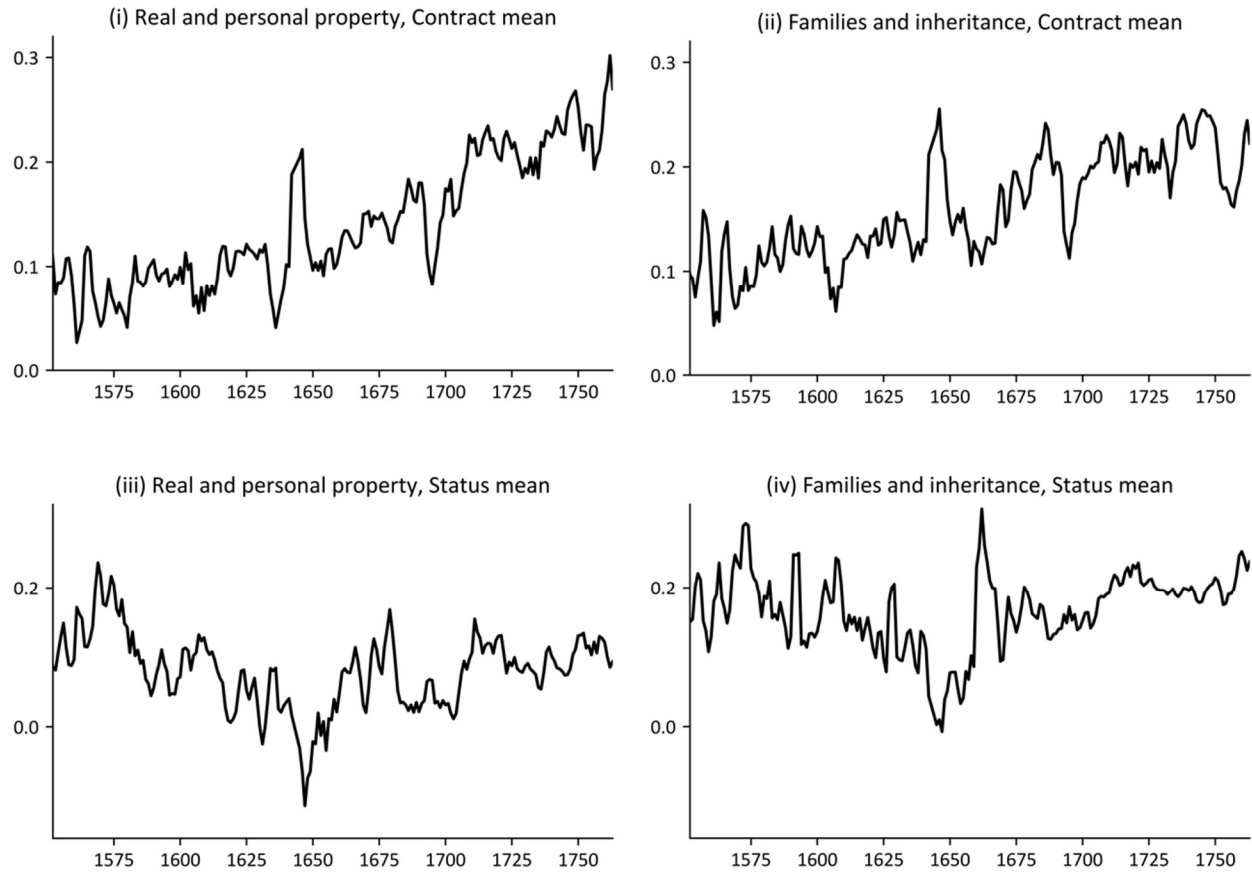 (i) Real and personal property, Contract mean
0.3
0.2
0.1
0.0
1575 1600 1625 1650 1675 1700 1725 1750
(ii) Families and inheritance, Contract mean
0.3
0.2
0.1
0.0
1575 1600 1625 1650 1675 1700 1725 1750
(iii) Real and personal property, Status mean
0.2
0.0
1575 1600 1625 1650 1675 1700 1725 1750
(iv) Families and inheritance, Status mean
0.2
0.0
1575 1600 1625 1650 1675 1700 1725 1750